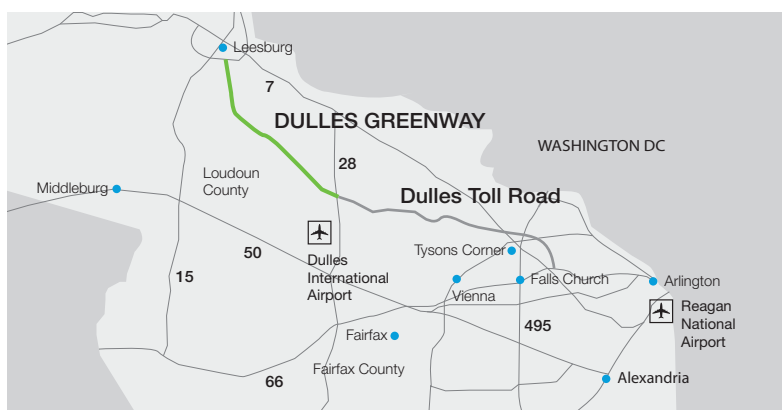 Leesburg
7
DULLES GREENWAY
WASHINGTON DC
28
Loudoun
County
Middleburg
Dulles Toll Road
50
Dulles
International
Airport
Tysons Corner
15
Vienna
Falls Church
Arlington
Reagan
National
Airport
495
Fairfax
Fairfax County
66
Alexandria